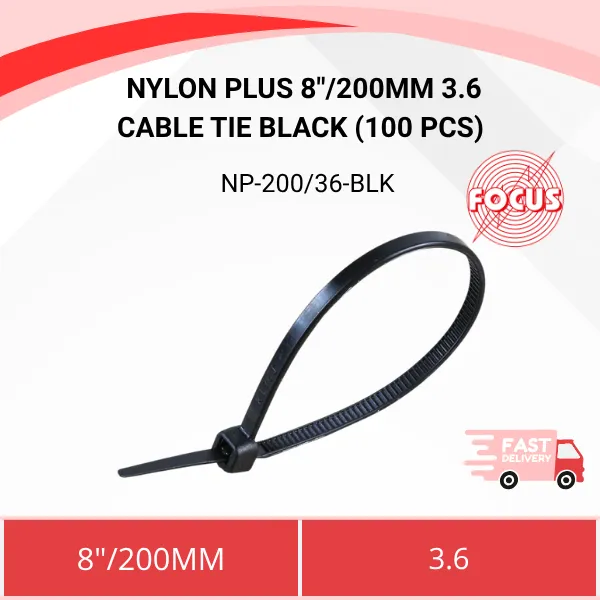 NYLON PLUS 8"/200MM 3.6
CABLE TIE BLACK (100 PCS)
NP-200/36-BLK
FOCUS
FAST
DELIVERY
8"/200MM
3.6